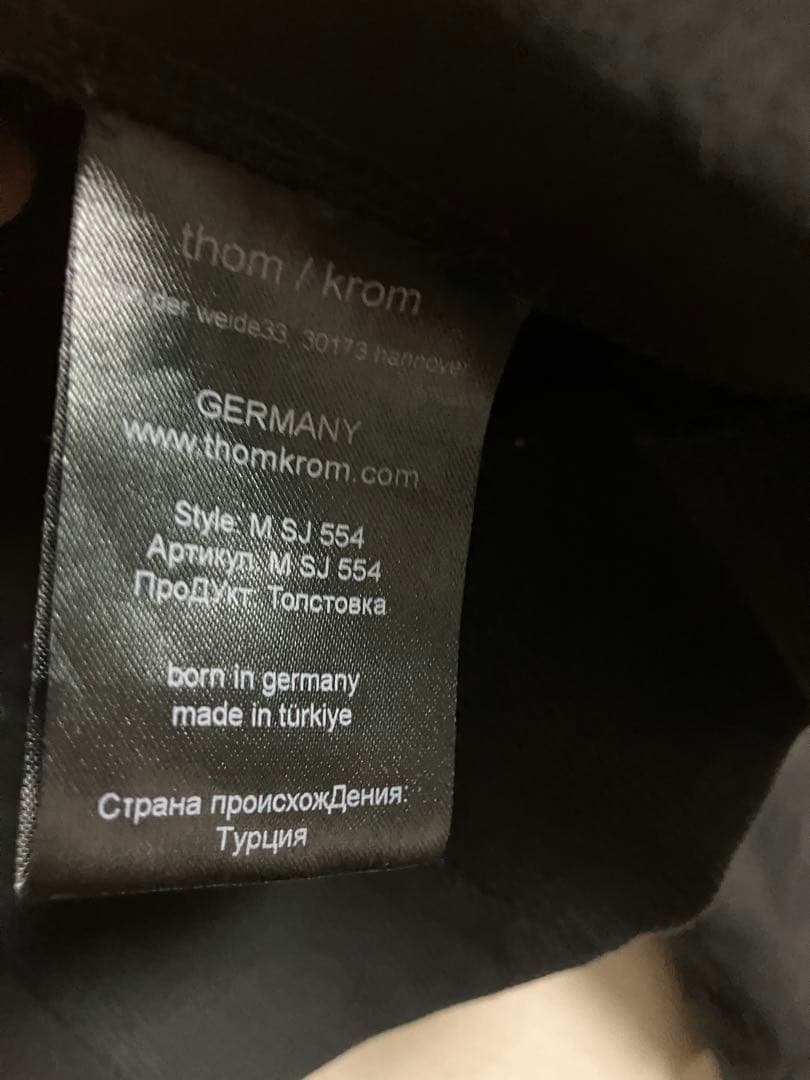 thom / krom
der weide33, 30173 hannover
GERMANY
www.thomkrom.com
Style: M SJ 554
Артикул: M SJ 554
ПроДУкт: Толстовка
born in germany
made in türkiye
Страна происхожДения:
Турция